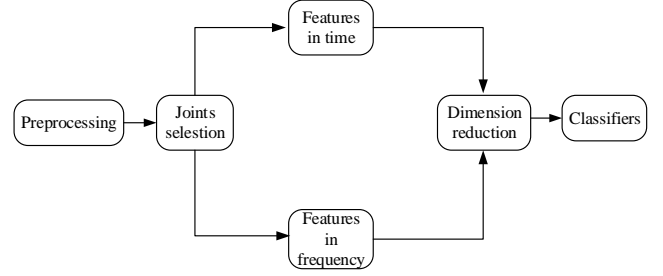 Preprocessing
Joints
selestion
Features
in time
Features
in
frequency
Dimension
reduction
Classifiers